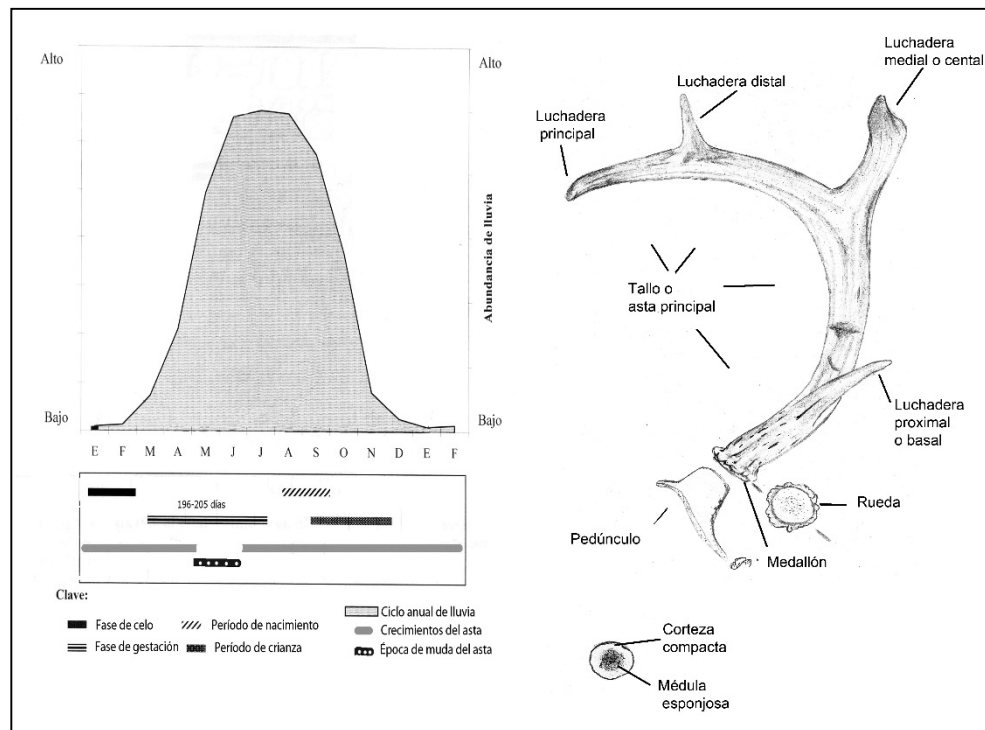 Alto
Alto
Abundancia de lluvia
Bajo
Bajo
E F M A M J J A S O N D E F
196-205 días
Clave:
Fase de celo
Período de nacimiento
Ciclo anual de lluvia
Crecimientos del asta
Fase de gestación
Período de crianza
Época de muda del asta
Luchadera
medial o cental
Luchadera distal
Luchadera
principal
Tallo o
asta principal
Luchadera
proximal
o basal
Rueda
Pedúnculo
Medallón
Corteza
compacta
Médula
esponjosa